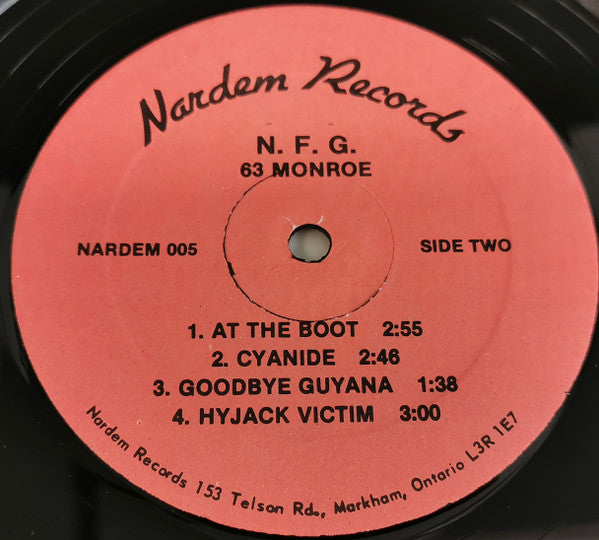 Nardem Records
N. F. G.
63 MONROE
NARDEM 005
SIDE TWO
1. AT THE BOOT 2:55
2. CYANIDE 2:46
3. GOODBYE GUYANA 1:38
4. HYJACK VICTIM 3:00
Nardem Records 153 Telson Rd., Markham, Ontario L3R 1E7